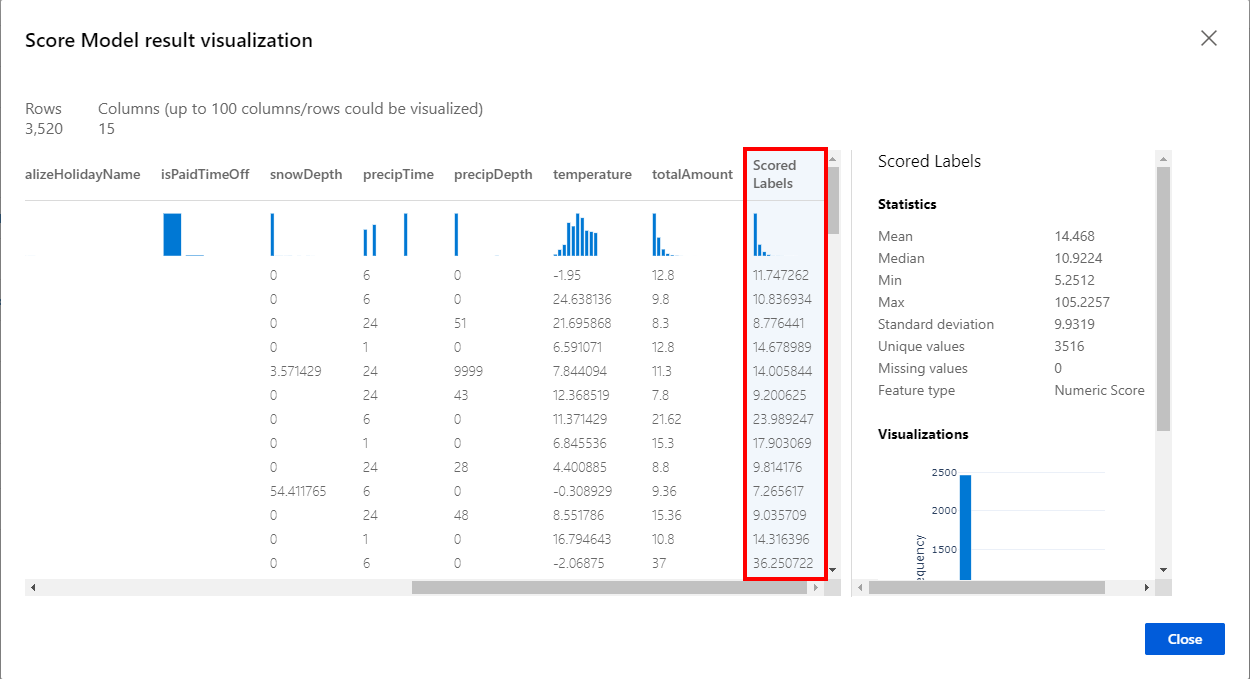 Score Model result visualization
Rows Columns (up to 100 columns/rows could be visualized)
3,520 15
alizeHolidayName isPaidTimeOff snowDepth precipTime precipDepth temperature totalAmount Scored Labels
0 6 0 -1.95 12.8 11.747262
0 6 0 24.638136 9.8 10.836934
0 24 51 21.695868 8.3 8.776441
0 1 0 6.591071 12.8 14.678989
3.571429 24 9999 7.844094 11.3 14.005844
0 24 43 12.368519 7.8 9.200625
0 6 0 11.371429 21.62 23.989247
0 1 0 6.845536 15.3 17.903069
0 24 28 4.400885 8.8 9.814176
54.411765 6 0 -0.308929 9.36 7.265617
0 24 48 8.551786 15.36 9.035709
0 1 0 16.794643 10.8 14.316396
0 6 0 -2.06875 37 36.250722
Scored Labels
Statistics
Mean 14.468
Median 10.9224
Min 5.2512
Max 105.2257
Standard deviation 9.9319
Unique values 3516
Missing values 0
Feature type Numeric Score
Visualizations
2500
2000
1500
equency
Close